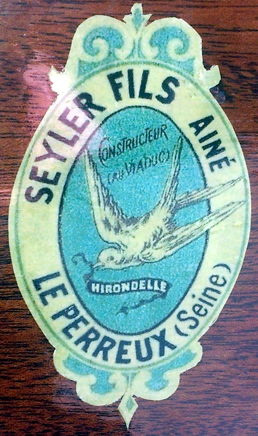 SEYLER FILS AINÉ
CONSTRUCTEUR
(AU VIADUC)
HIRONDELLE
LE PERREUX (Seine)